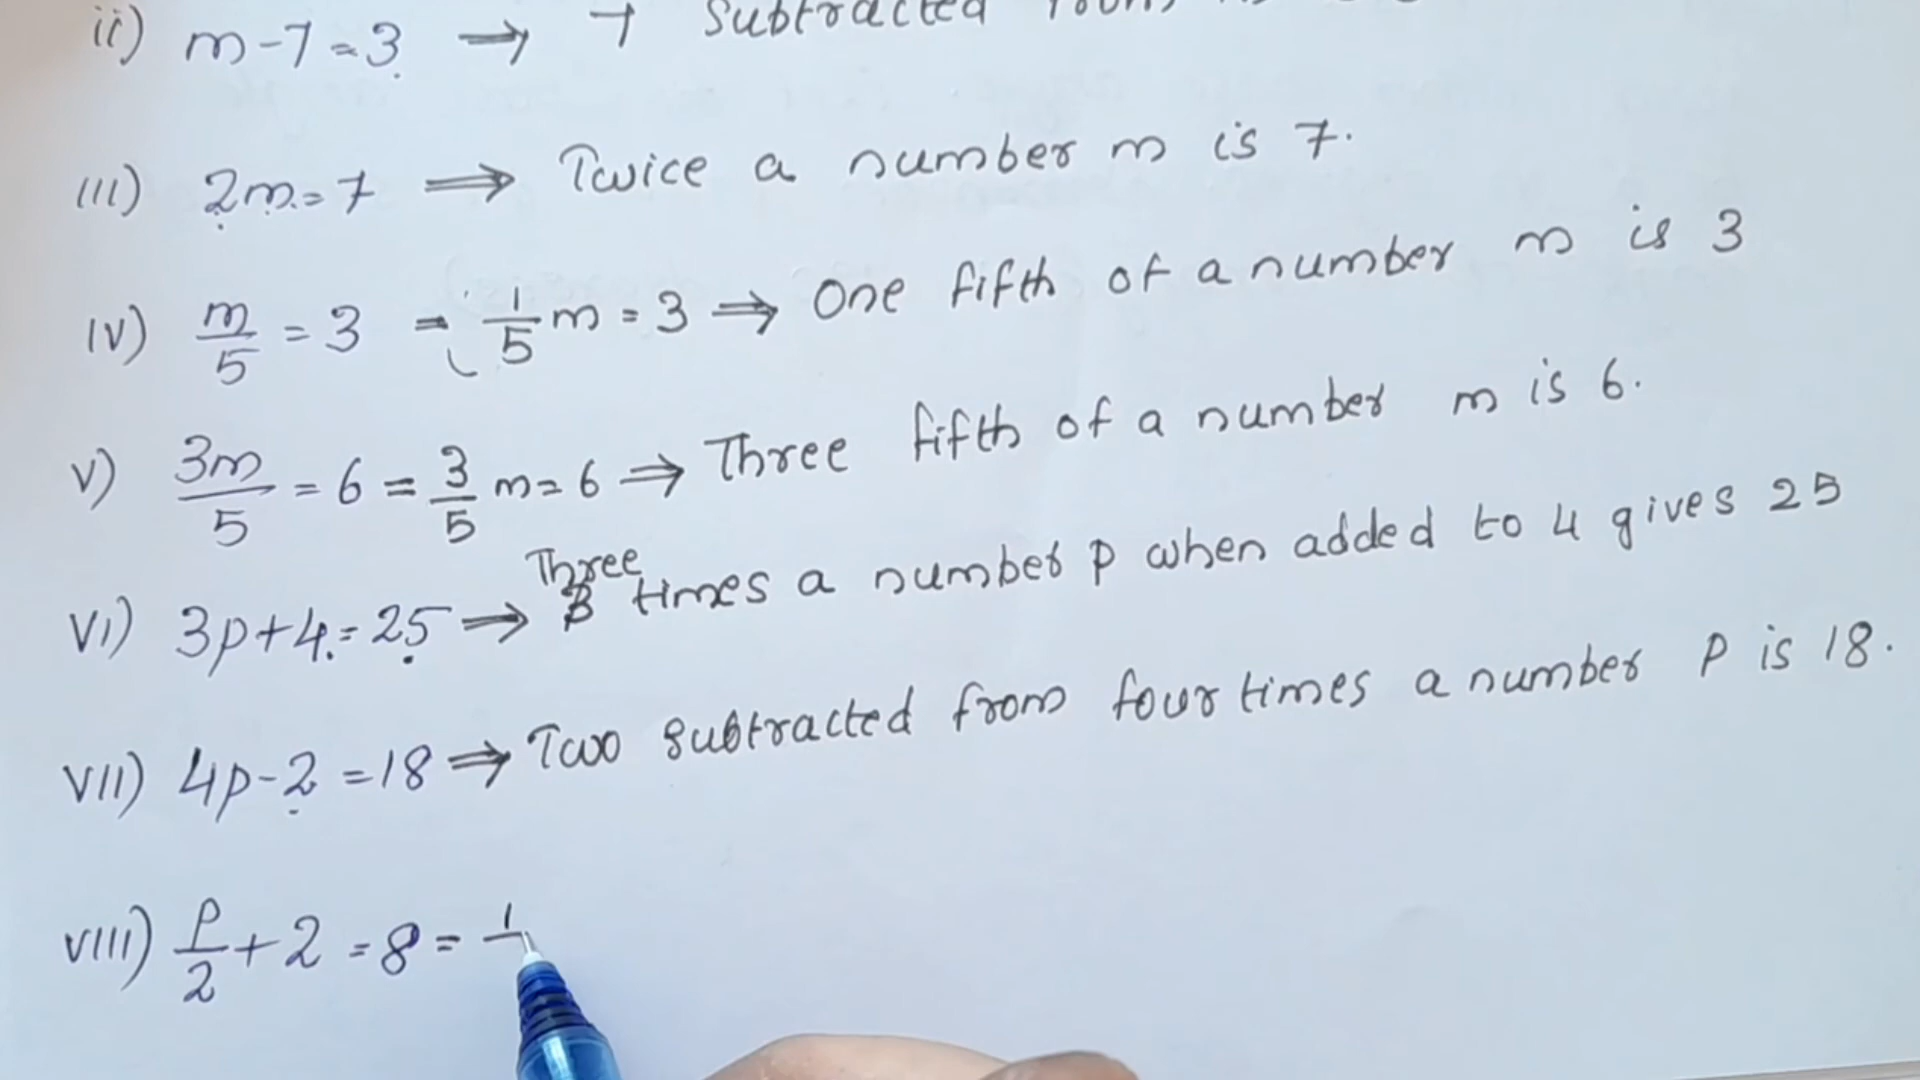 ii) m-7=3 → 7 Subtracted
iii) 2m=7 ⟹ Twice a number m is 7.
iv) m/5 = 3 = 1/5 m = 3 ⟹ One fifth of a number m is 3
v) 3m/5 = 6 = 3/5 m = 6 ⟹ Three fifth of a number m is 6.
vi) 3p+4=25 ⟹ Three times a number p when added to 4 gives 25
vii) 4p-2=18 ⟹ Two subtracted from four times a number P is 18.
viii) p/2 + 2 = 8 = 1